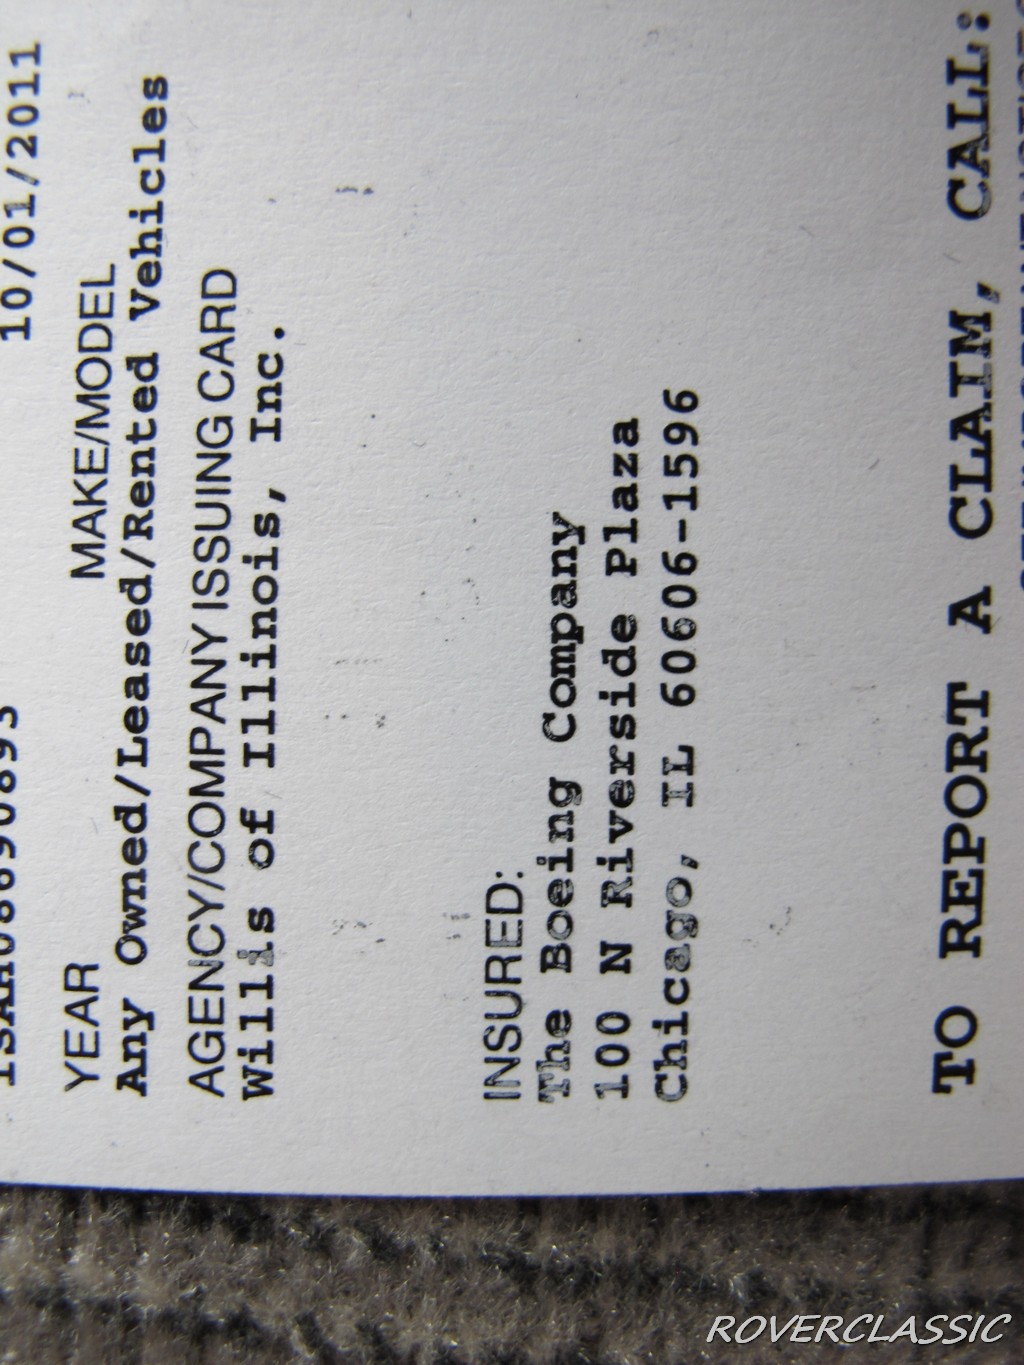 10/01/2011
YEAR MAKE/MODEL
Any Owned/Leased/Rented Vehicles
AGENCY/COMPANY ISSUING CARD
Willis of Illinois, Inc.
INSURED:
The Boeing Company
100 N Riverside Plaza
Chicago, IL 60606-1596
TO REPORT A CLAIM, CALL:
ROVERCLASSIC